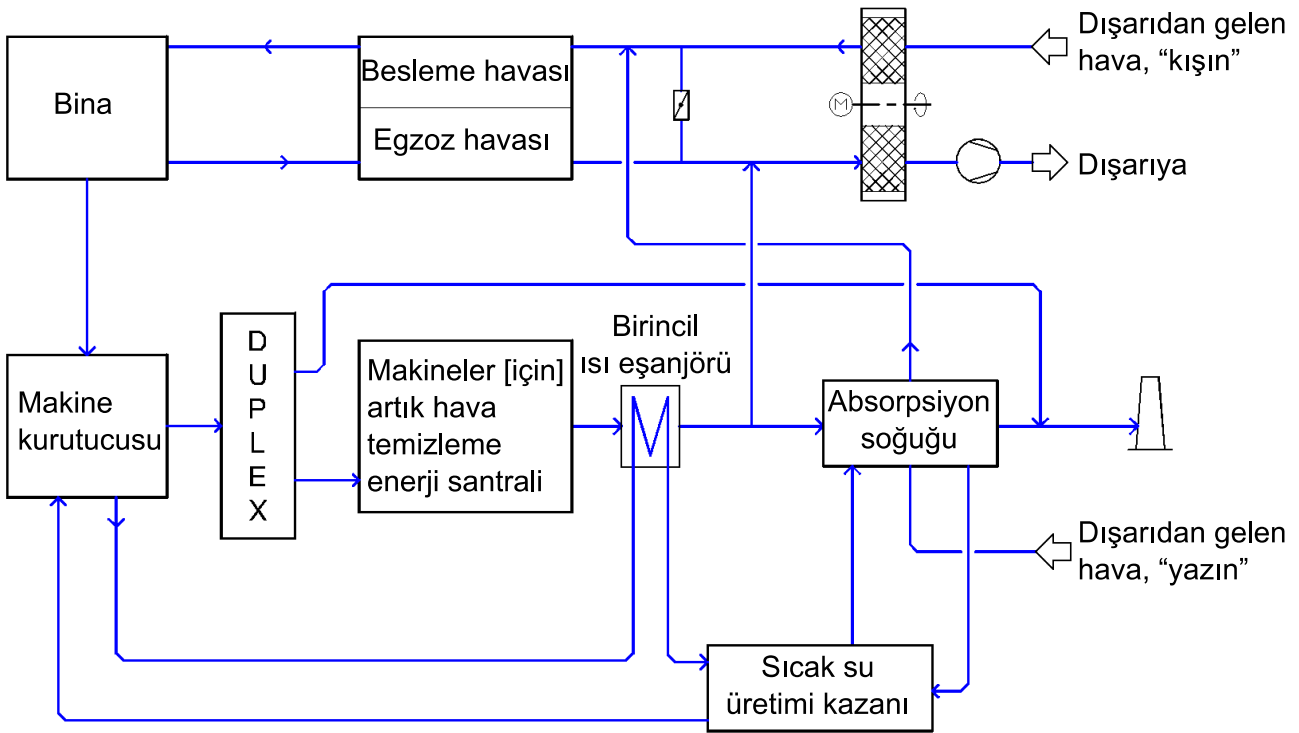 Dışarıdan gelen
hava, “kışın”
Bina
Besleme havası
Egzoz havası
M
Dışarıya
Birincil
ısı eşanjörü
D
U
P
L
E
X
Makineler [için]
artık hava
temizleme
enerji santrali
Makine
kurutucusu
Absorpsiyon
soğuğu
Dışarıdan gelen
hava, “yazın”
Sıcak su
üretimi kazanı